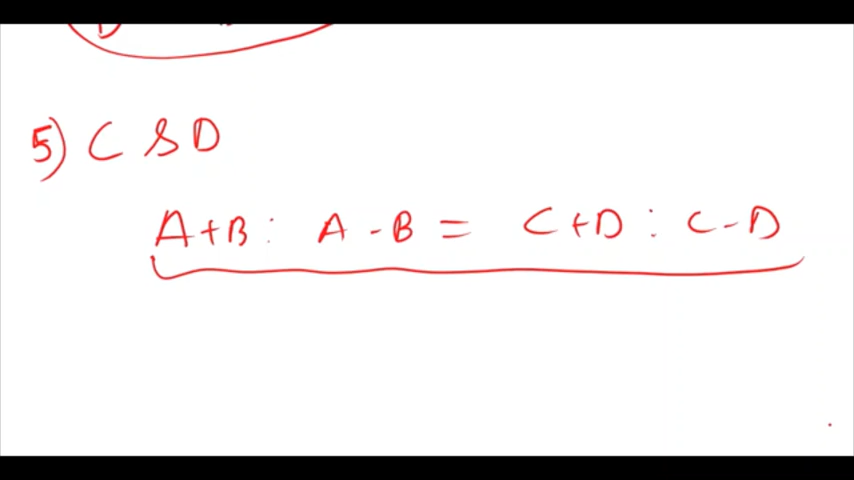 5) C & D
A+B : A-B = C+D : C-D